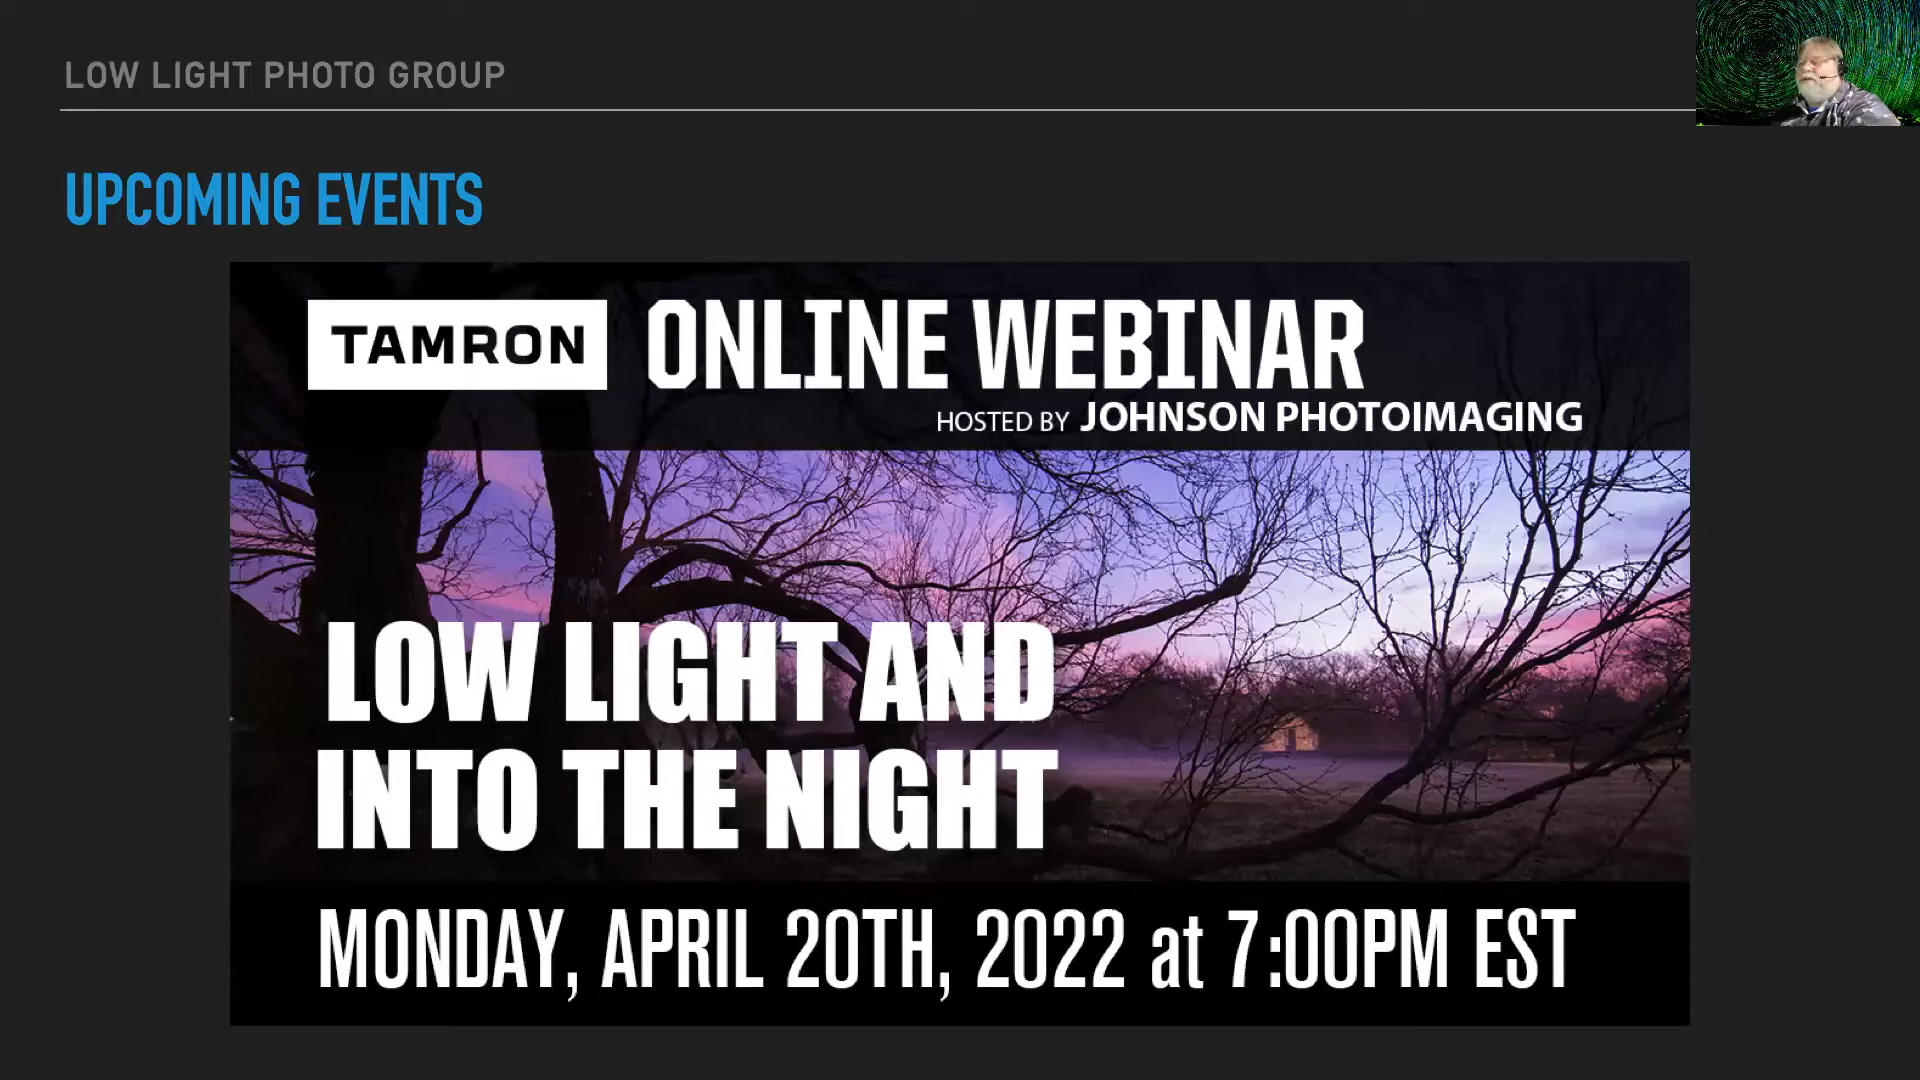 LOW LIGHT PHOTO GROUP
UPCOMING EVENTS
TAMRON ONLINE WEBINAR
HOSTED BY JOHNSON PHOTOIMAGING
LOW LIGHT AND
INTO THE NIGHT
MONDAY, APRIL 20TH, 2022 at 7:00PM EST